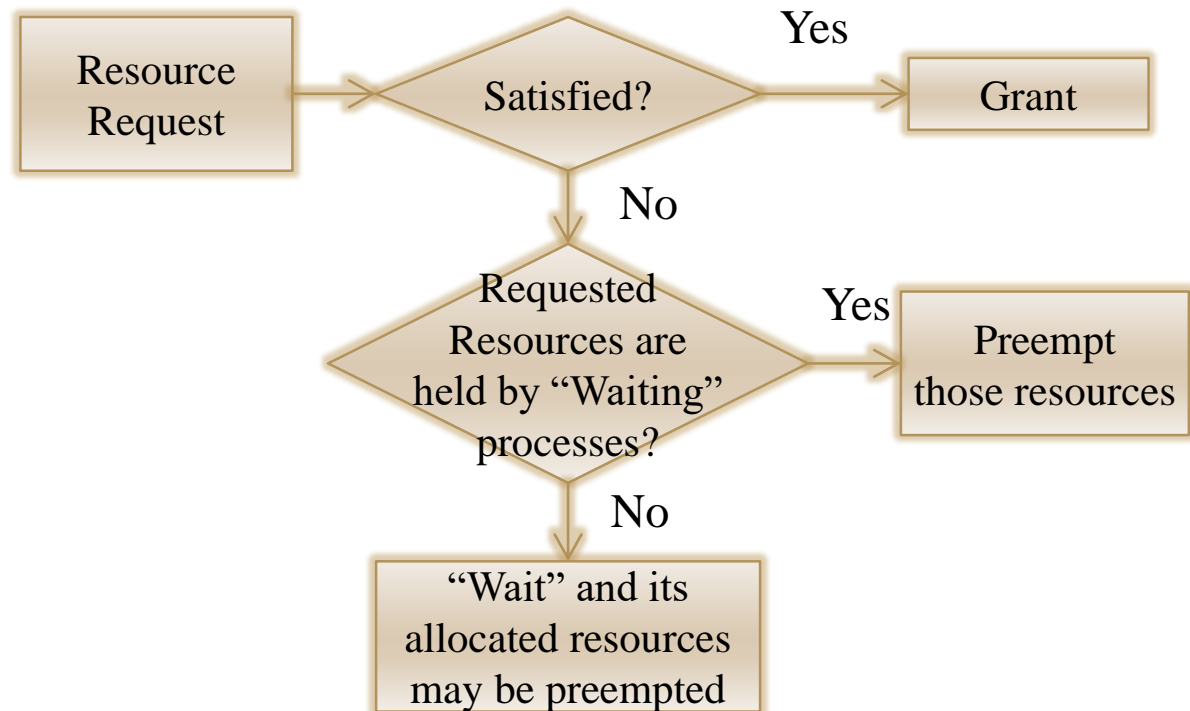 Resource
Request
Satisfied?
Yes
Grant
No
Requested
Resources are
held by “Waiting”
processes?
Yes
Preempt
those resources
No
“Wait” and its
allocated resources
may be preempted